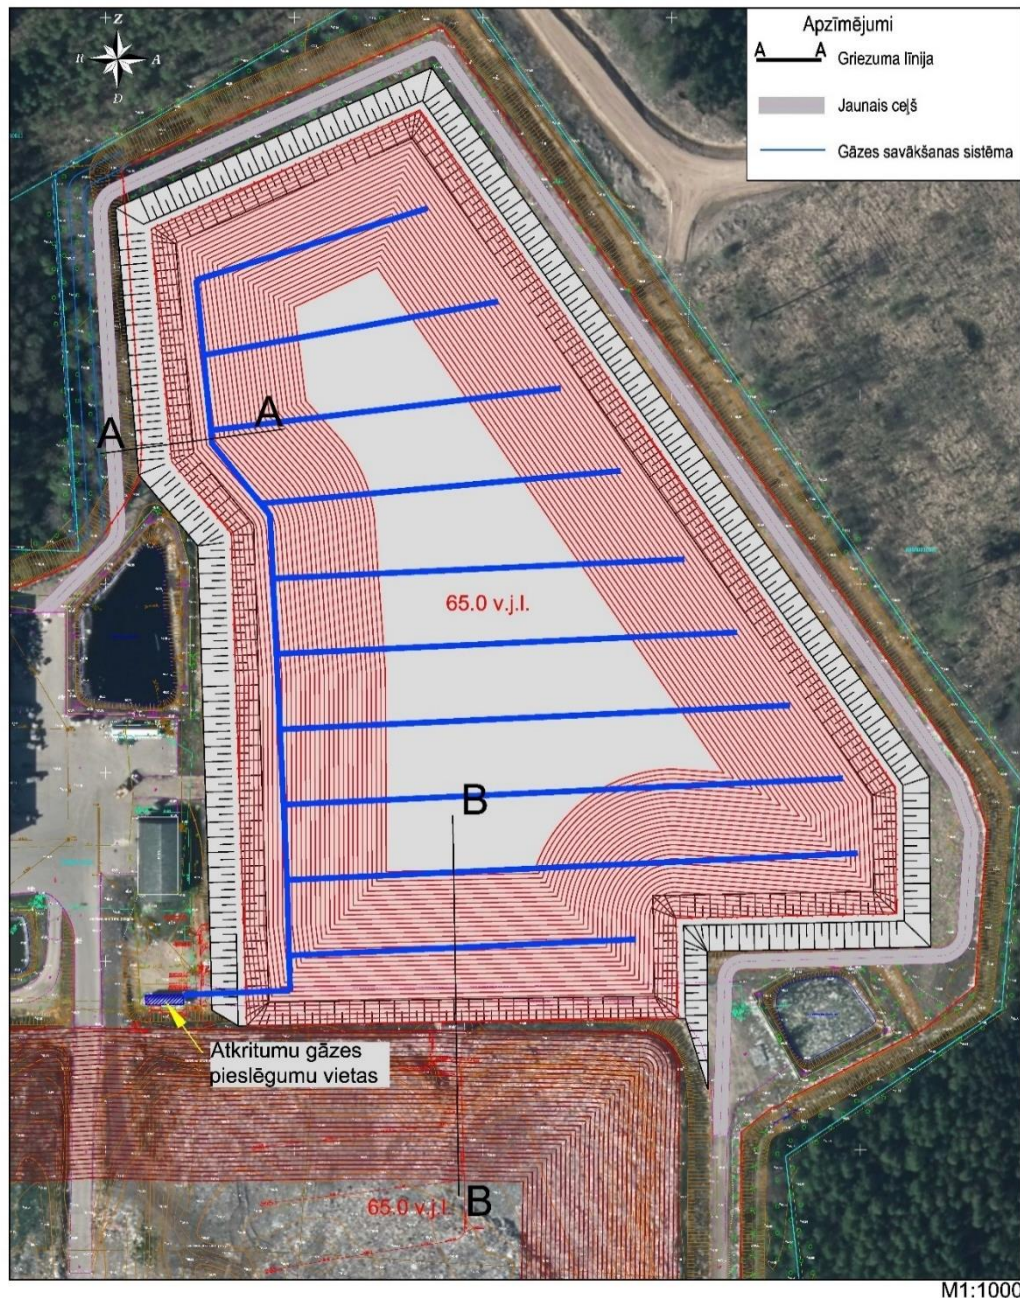 Z
R A
D
Apzīmējumi
A A Griezuma līnija
Jaunais ceļš
Gāzes savākšanas sistēma
A
A
65.0 v.j.l.
B
Atkritumu gāzes
pieslēgumu vietas
65.0 v.j.l.
B
M1:1000